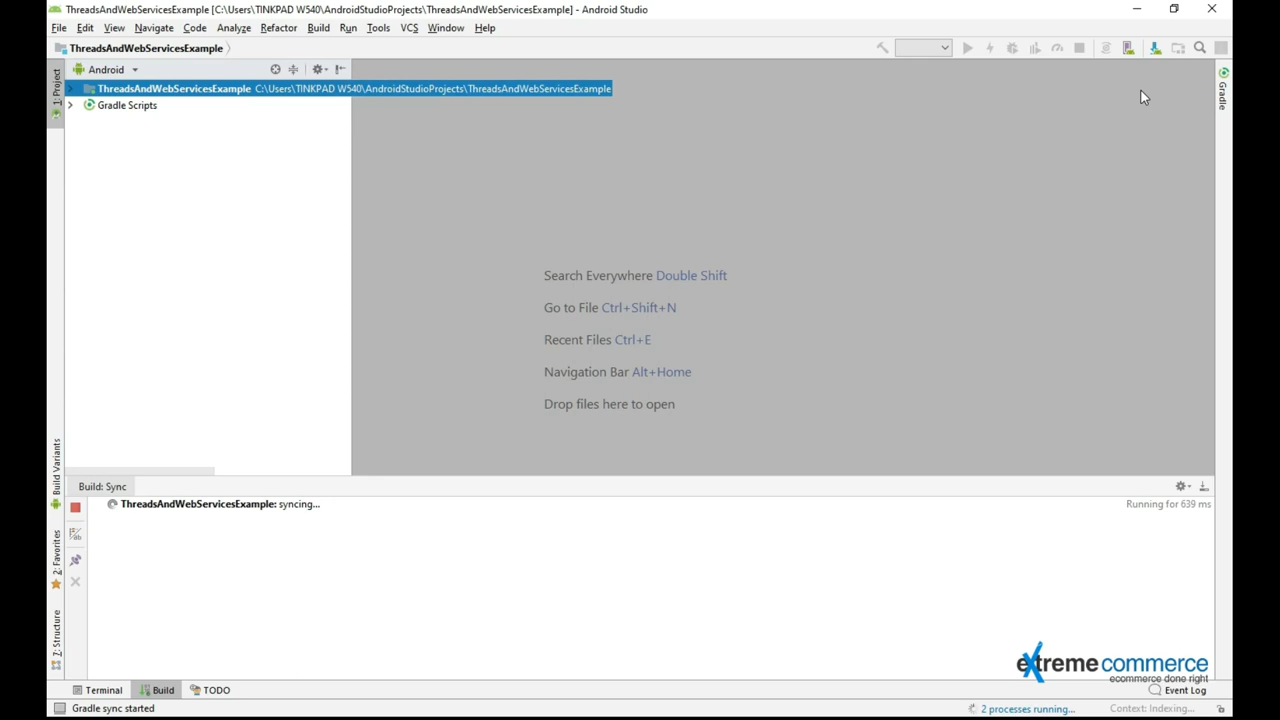 ThreadsAndWebServicesExample [C:\Users\TINKPAD W540\AndroidStudioProjects\ThreadsAndWebServicesExample] - Android Studio
File Edit View Navigate Code Analyze Refactor Build Run Tools VCS Window Help
ThreadsAndWebServicesExample
1: Project
Android
ThreadsAndWebServicesExample C:\Users\TINKPAD W540\AndroidStudioProjects\ThreadsAndWebServicesExample
Gradle Scripts
Gradle
Search Everywhere Double Shift
Go to File Ctrl+Shift+N
Recent Files Ctrl+E
Navigation Bar Alt+Home
Drop files here to open
Build Variants
2: Favorites
7: Structure
Build: Sync
ThreadsAndWebServicesExample: syncing... Running for 639 ms
extreme commerce
ecommerce done right
Terminal Build TODO Event Log
Gradle sync started 2 processes running... Context: Indexing...